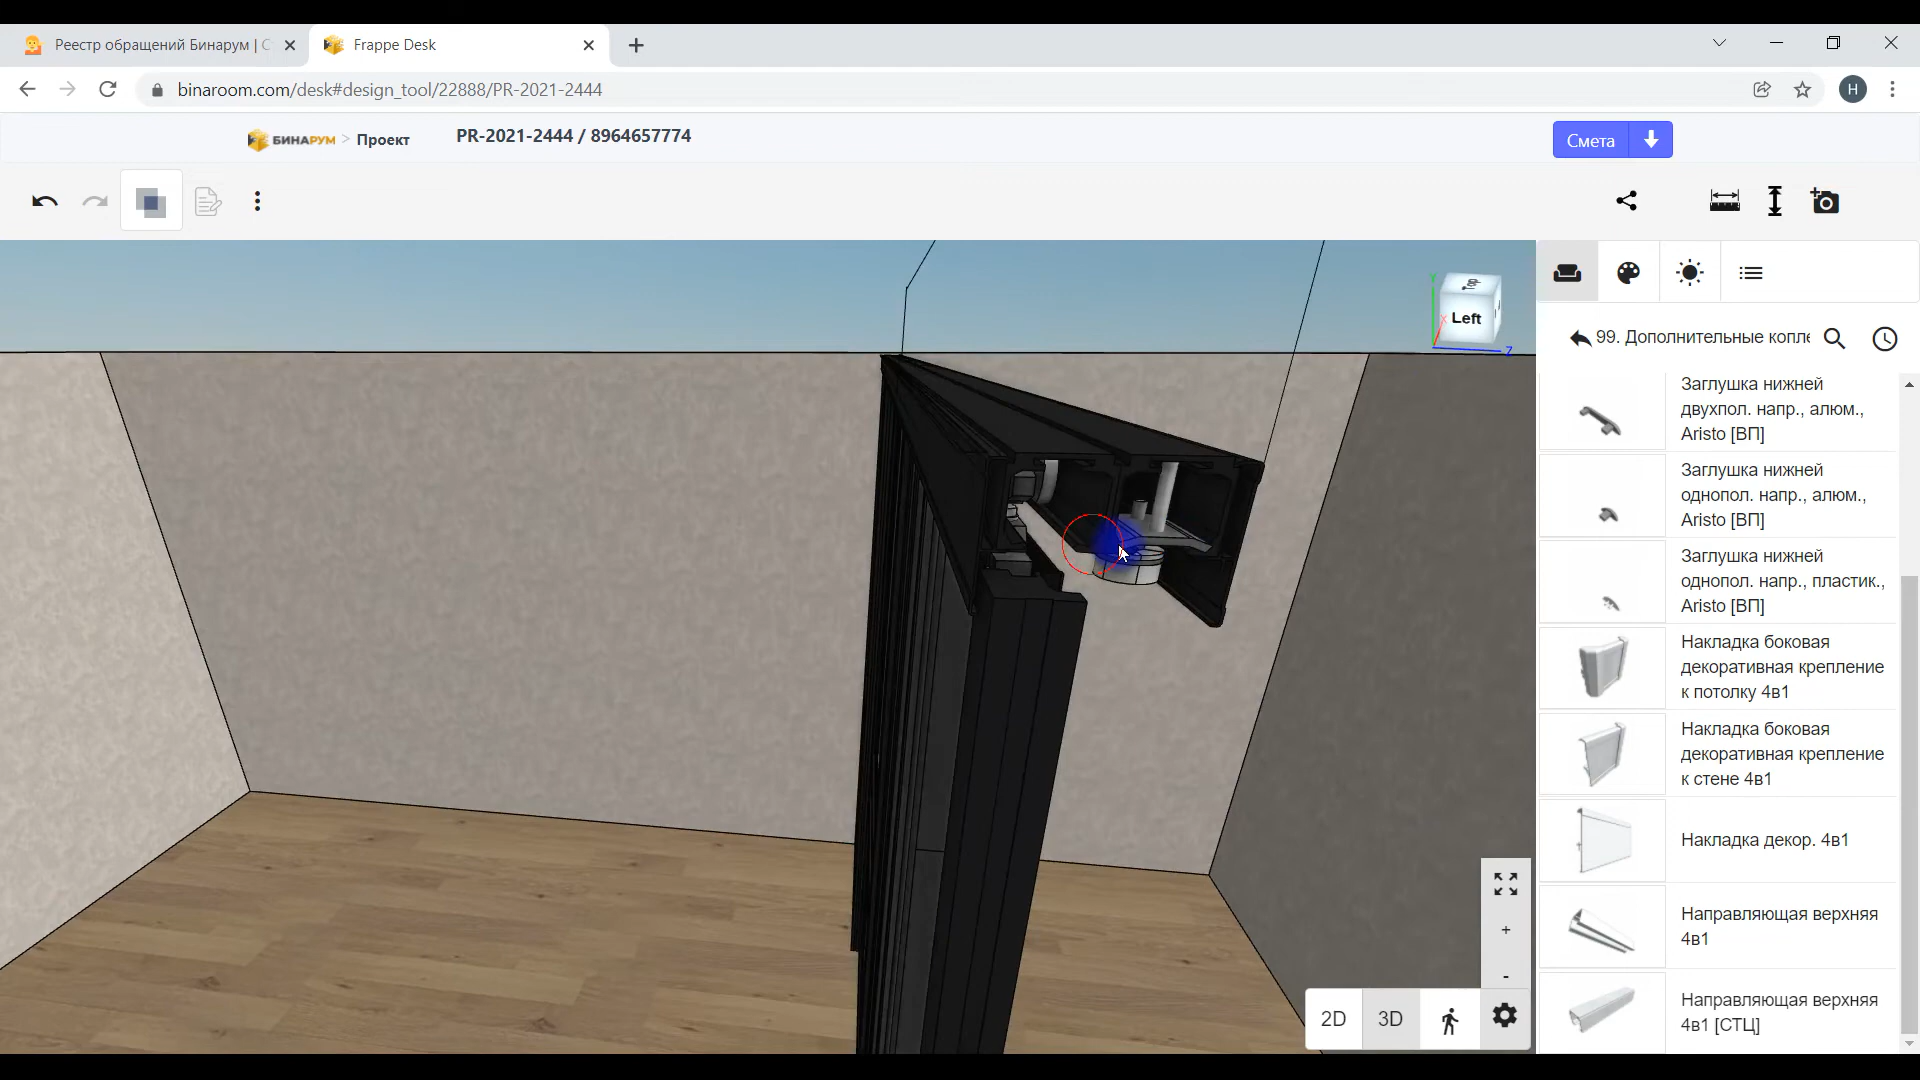 Реестр обращений Бинарум | С
Frappe Desk
binaroom.com/desk#design_tool/22888/PR-2021-2444
H
БИНАРУМ > Проект
PR-2021-2444 / 8964657774
Смета
Top
Left
Y
X
Z
99. Дополнительные копле
Заглушка нижней
двухпол. напр., алюм.,
Aristo [ВП]
Заглушка нижней
однопол. напр., алюм.,
Aristo [ВП]
Заглушка нижней
однопол. напр., пластик.,
Aristo [ВП]
Накладка боковая
декоративная крепление
к потолку 4в1
Накладка боковая
декоративная крепление
к стене 4в1
Накладка декор. 4в1
Направляющая верхняя
4в1
Направляющая верхняя
4в1 [СТЦ]
+
-
2D
3D